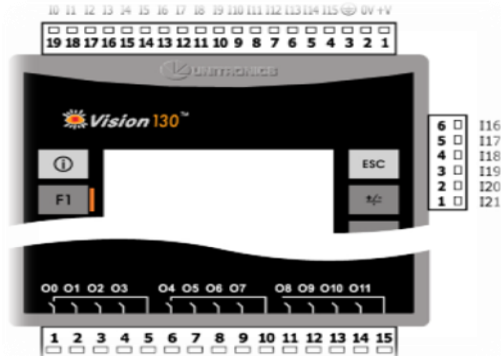 I0 I1 I2 I3 I4 I5 I6 I7 I8 I9 I10 I11 I12 I13 I14 I15 0V +V
19 18 17 16 15 14 13 12 11 10 9 8 7 6 5 4 3 2 1
UNITRONICS
Vision 130™
6 I16
5 I17
4 I18
3 I19
2 I20
1 I21
ESC
F1
+/-
O0 O1 O2 O3 O4 O5 O6 O7 O8 O9 O10 O11
1 2 3 4 5 6 7 8 9 10 11 12 13 14 15